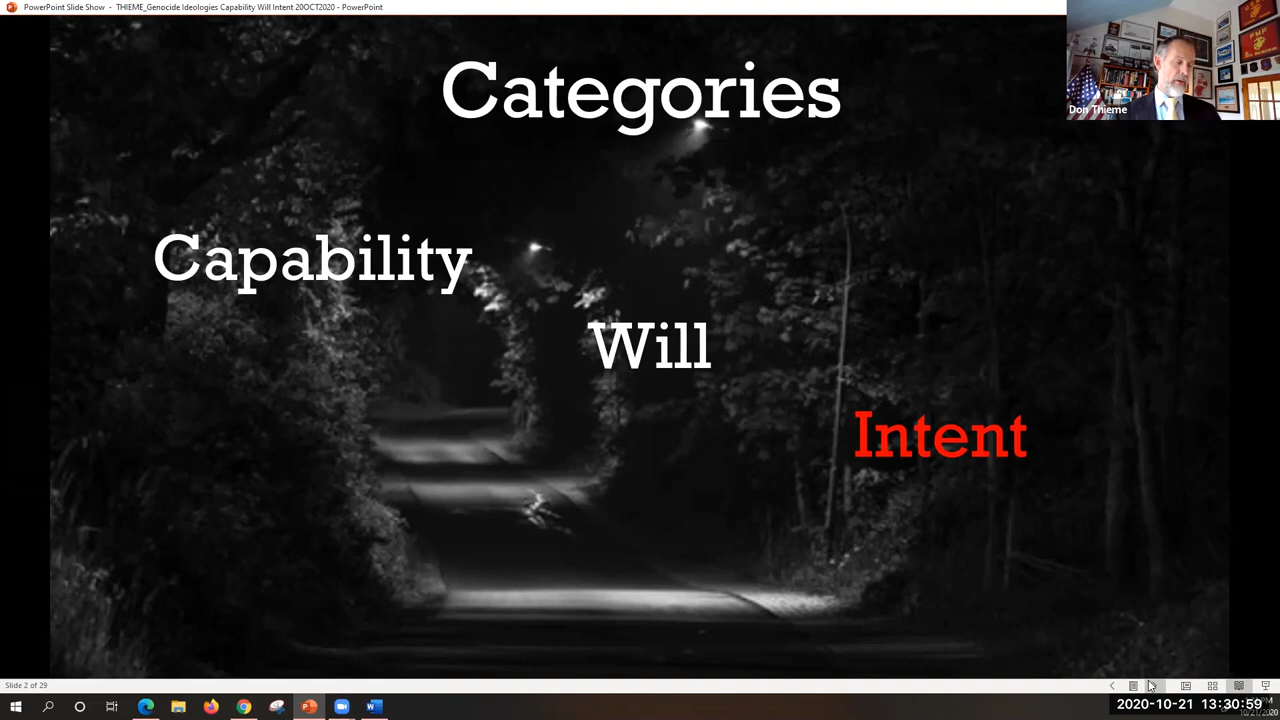 PowerPoint Slide Show - THIEME_Genocide Ideologies Capability Will Intent 20OCT2020 - PowerPoint
Categories
Don Thieme
Capability
Will
Intent
Slide 2 of 29
2020-10-21 13:30:59